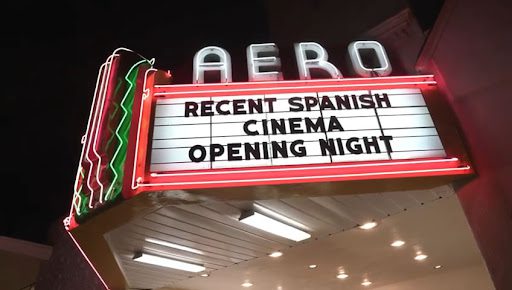 AERO
RECENT SPANISH
CINEMA
OPENING NIGHT